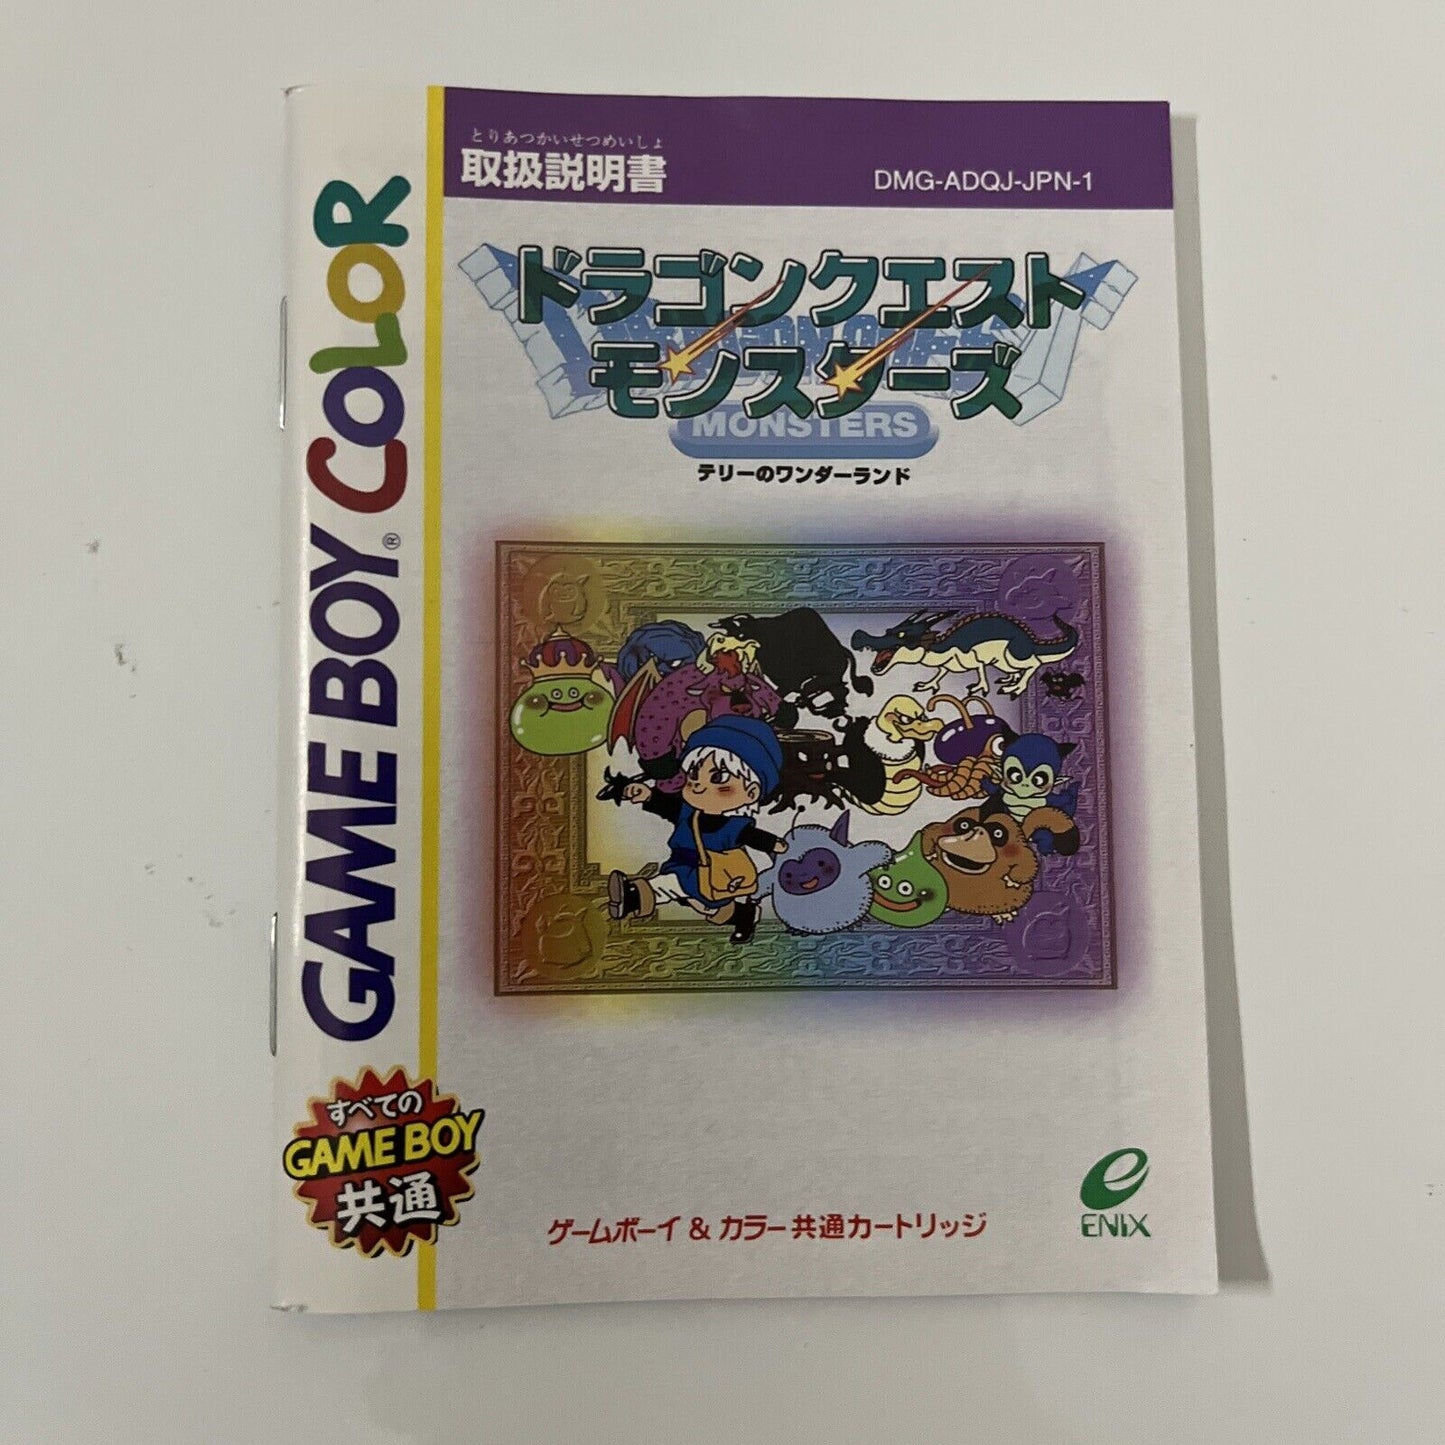 とりあつかいせつめいしょ
取扱説明書
DMG-ADQJ-JPN-1
GAME BOY COLOR
®
ドラゴンクエスト
モンスターズ
DRAGON QUEST
MONSTERS
テリーのワンダーランド
すべての
GAME BOY
共通
ゲームボーイ & カラー共通カートリッジ
e
ENIX